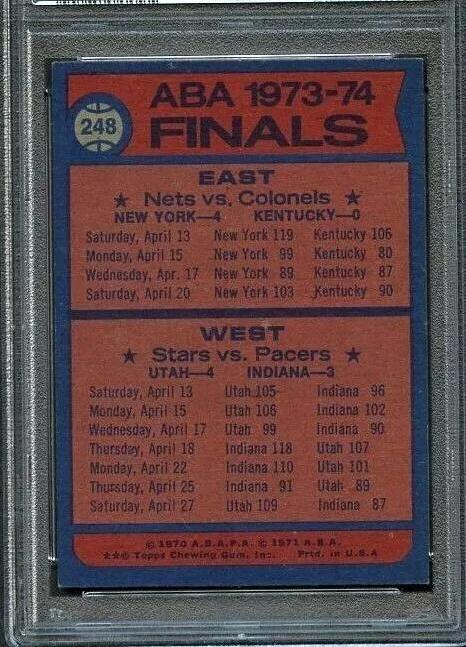 248
ABA 1973-74
FINALS
EAST
★ Nets vs. Colonels ★
NEW YORK—4 KENTUCKY—0
Saturday, April 13 New York 119 Kentucky 106
Monday, April 15 New York 99 Kentucky 80
Wednesday, Apr. 17 New York 89 Kentucky 87
Saturday, April 20 New York 103 Kentucky 90
WEST
★ Stars vs. Pacers ★
UTAH—4 INDIANA—3
Saturday, April 13 Utah 105 Indiana 96
Monday, April 15 Utah 106 Indiana 102
Wednesday, April 17 Utah 99 Indiana 90
Thursday, April 18 Indiana 118 Utah 107
Monday, April 22 Indiana 110 Utah 101
Thursday, April 25 Indiana 91 Utah 89
Saturday, April 27 Utah 109 Indiana 87
© 1970 A.B.A.P.A. © 1971 A.B.A.
★★© Topps Chewing Gum, Inc. Prtd. in U.S.A